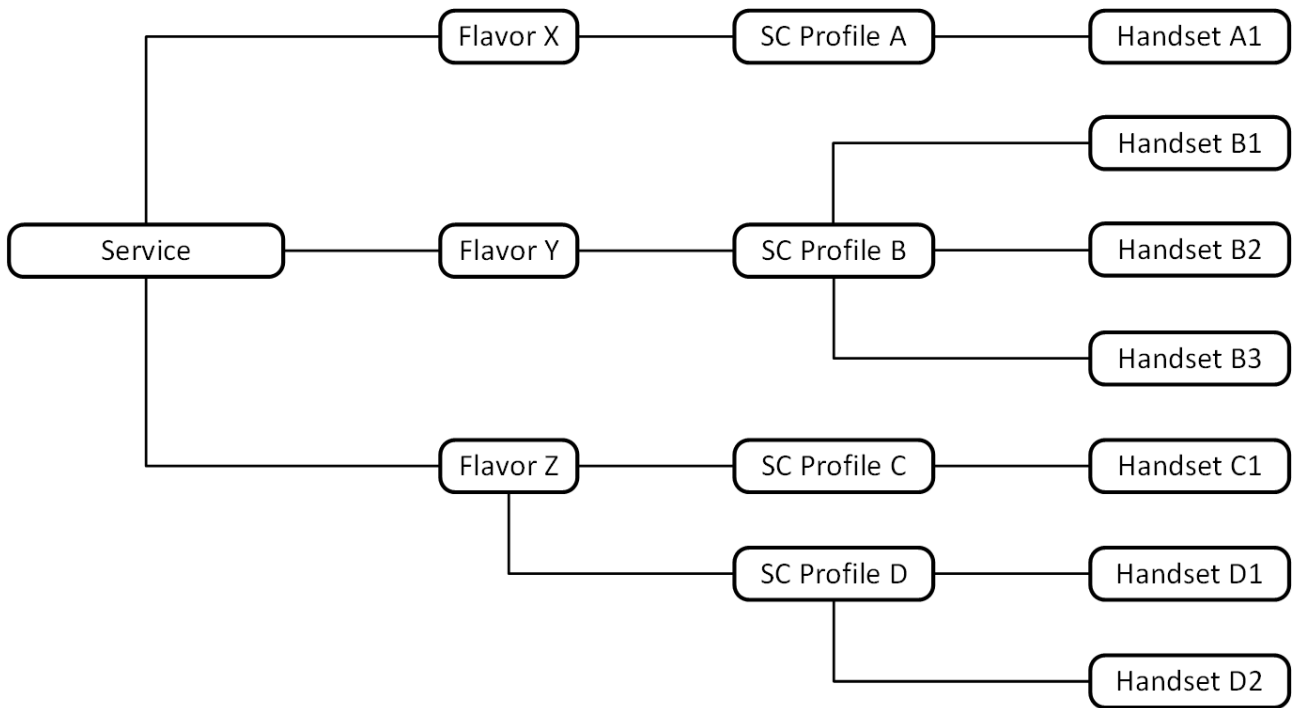 Flavor X
SC Profile A
Handset A1
Handset B1
Service
Flavor Y
SC Profile B
Handset B2
Handset B3
Flavor Z
SC Profile C
Handset C1
SC Profile D
Handset D1
Handset D2